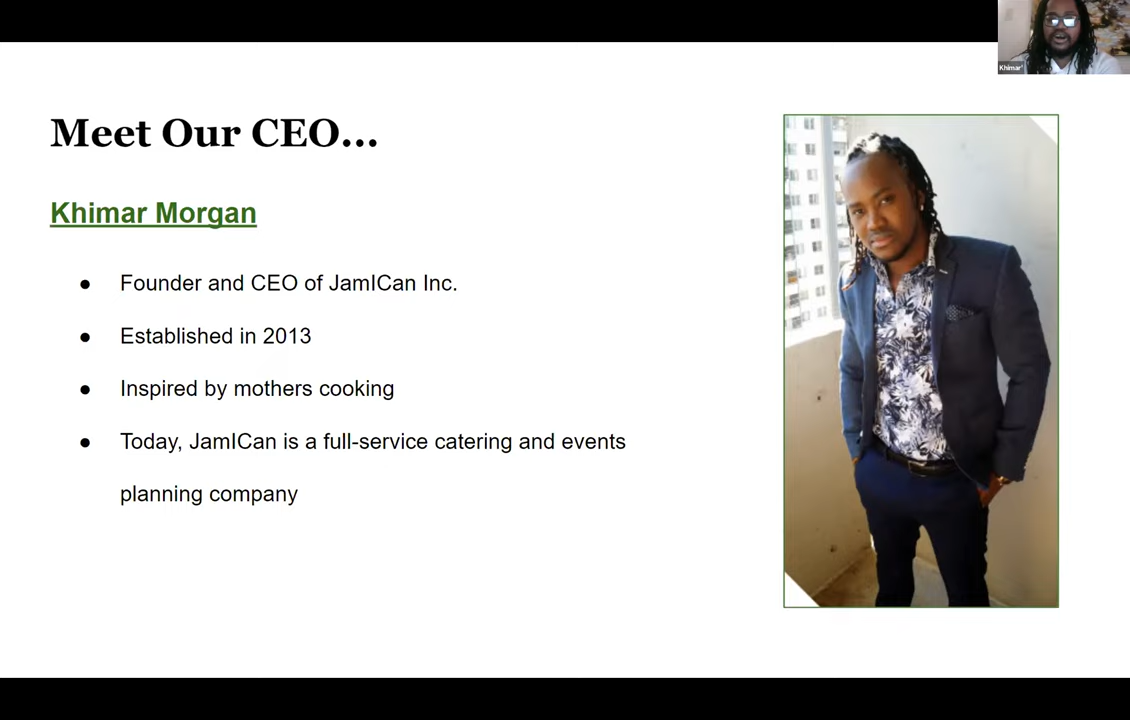 Khimar
Meet Our CEO...
Khimar Morgan
● Founder and CEO of JamICan Inc.
● Established in 2013
● Inspired by mothers cooking
● Today, JamICan is a full-service catering and events
planning company